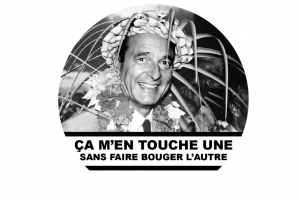 ÇA M'EN TOUCHE UNE
SANS FAIRE BOUGER L'AUTRE